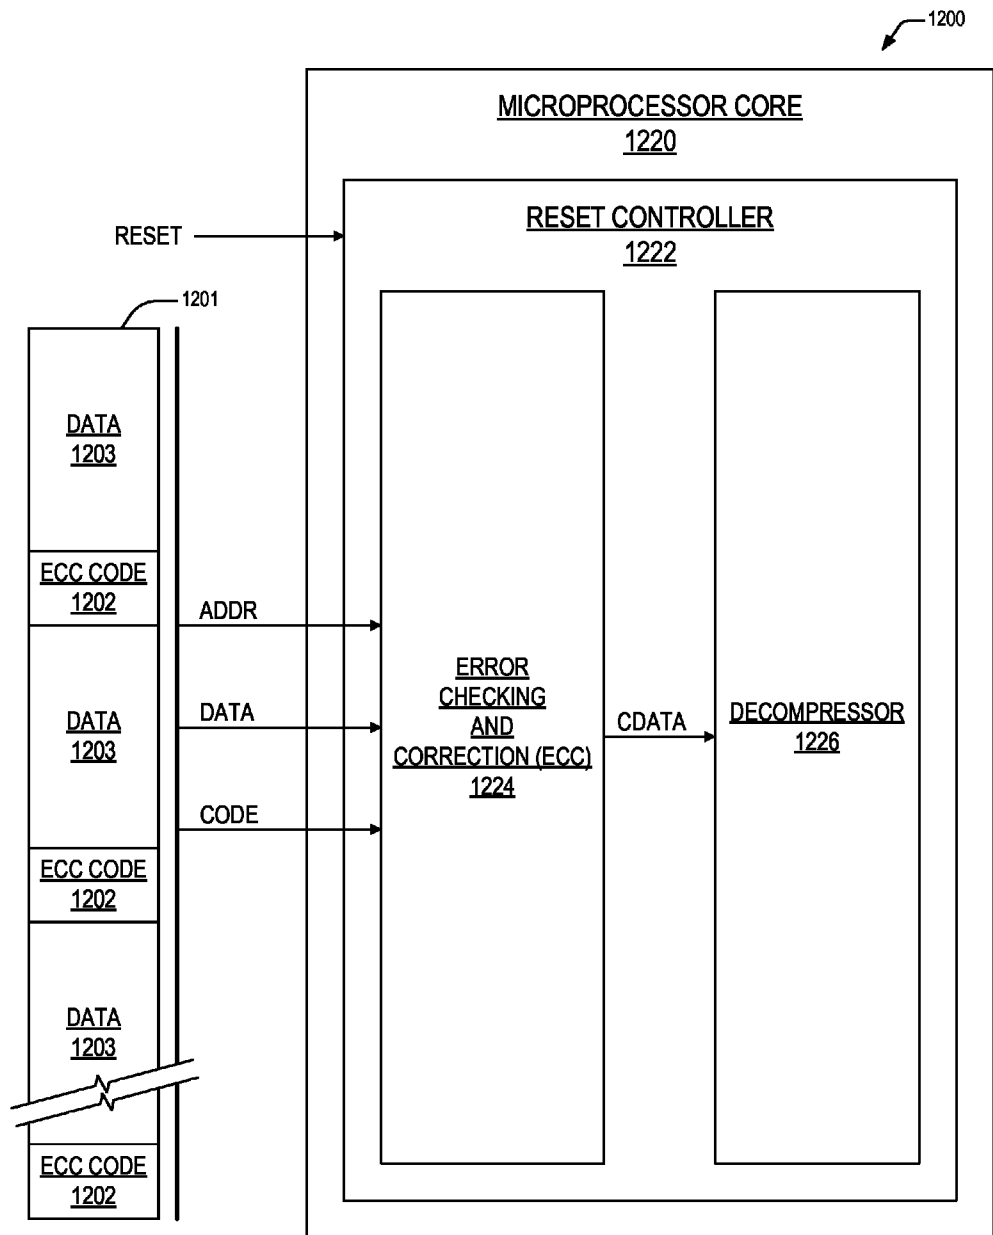 1200
MICROPROCESSOR CORE
1220
RESET CONTROLLER
1222
RESET
1201
DATA
1203
ECC CODE
1202
DATA
1203
ECC CODE
1202
DATA
1203
ECC CODE
1202
ADDR
DATA
CODE
ERROR
CHECKING
AND
CORRECTION (ECC)
1224
CDATA
DECOMPRESSOR
1226